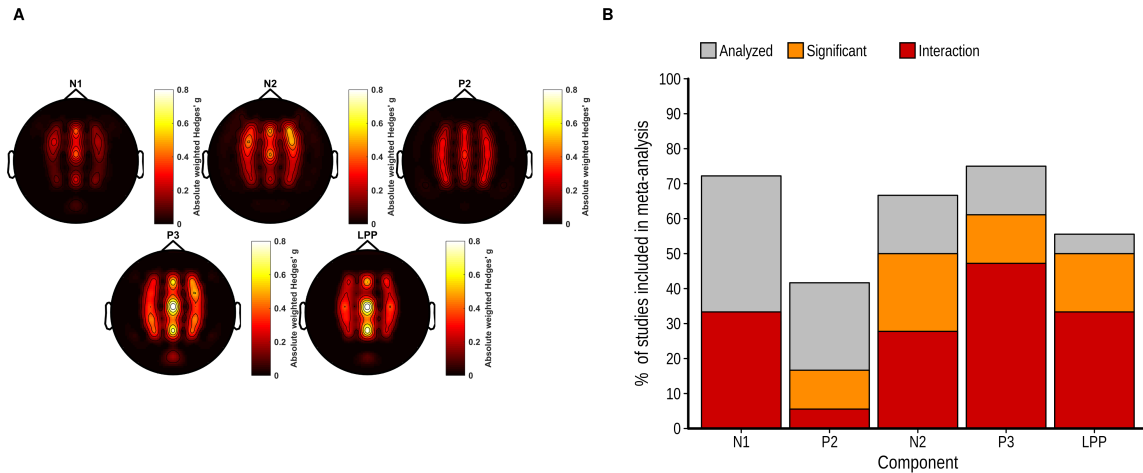 A
B
N1
0.8
0.6
0.4
0.2
0
Absolute weighted Hedges' g
N2
0.8
0.6
0.4
0.2
0
Absolute weighted Hedges' g
P2
0.8
0.6
0.4
0.2
0
Absolute weighted Hedges' g
P3
0.8
0.6
0.4
0.2
0
Absolute weighted Hedges' g
LPP
0.8
0.6
0.4
0.2
0
Absolute weighted Hedges' g
Analyzed Significant Interaction
% of studies included in meta-analysis
100
90
80
70
60
50
40
30
20
10
0
N1 P2 N2 P3 LPP
Component